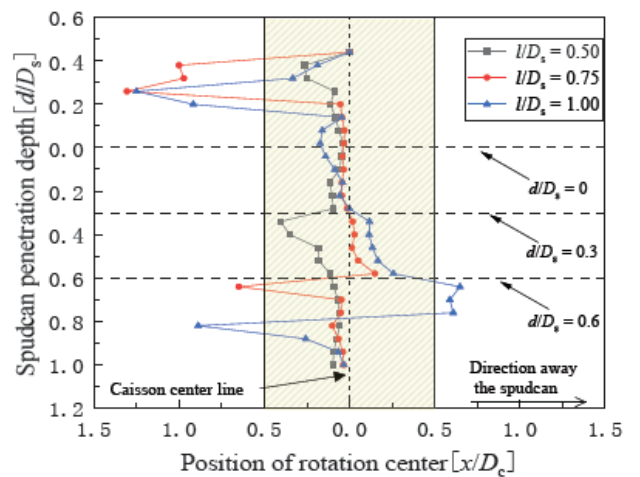 0.6
0.4
0.2
0.0
0.2
0.4
0.6
0.8
1.0
1.2
Spudcan penetration depth [d/Dₛ]
l/Dₛ = 0.50
l/Dₛ = 0.75
l/Dₛ = 1.00
d/Dₛ = 0
d/Dₛ = 0.3
d/Dₛ = 0.6
Caisson center line
Direction away
the spudcan
1.5 1.0 0.5 0.0 0.5 1.0 1.5
Position of rotation center [x/D_c]